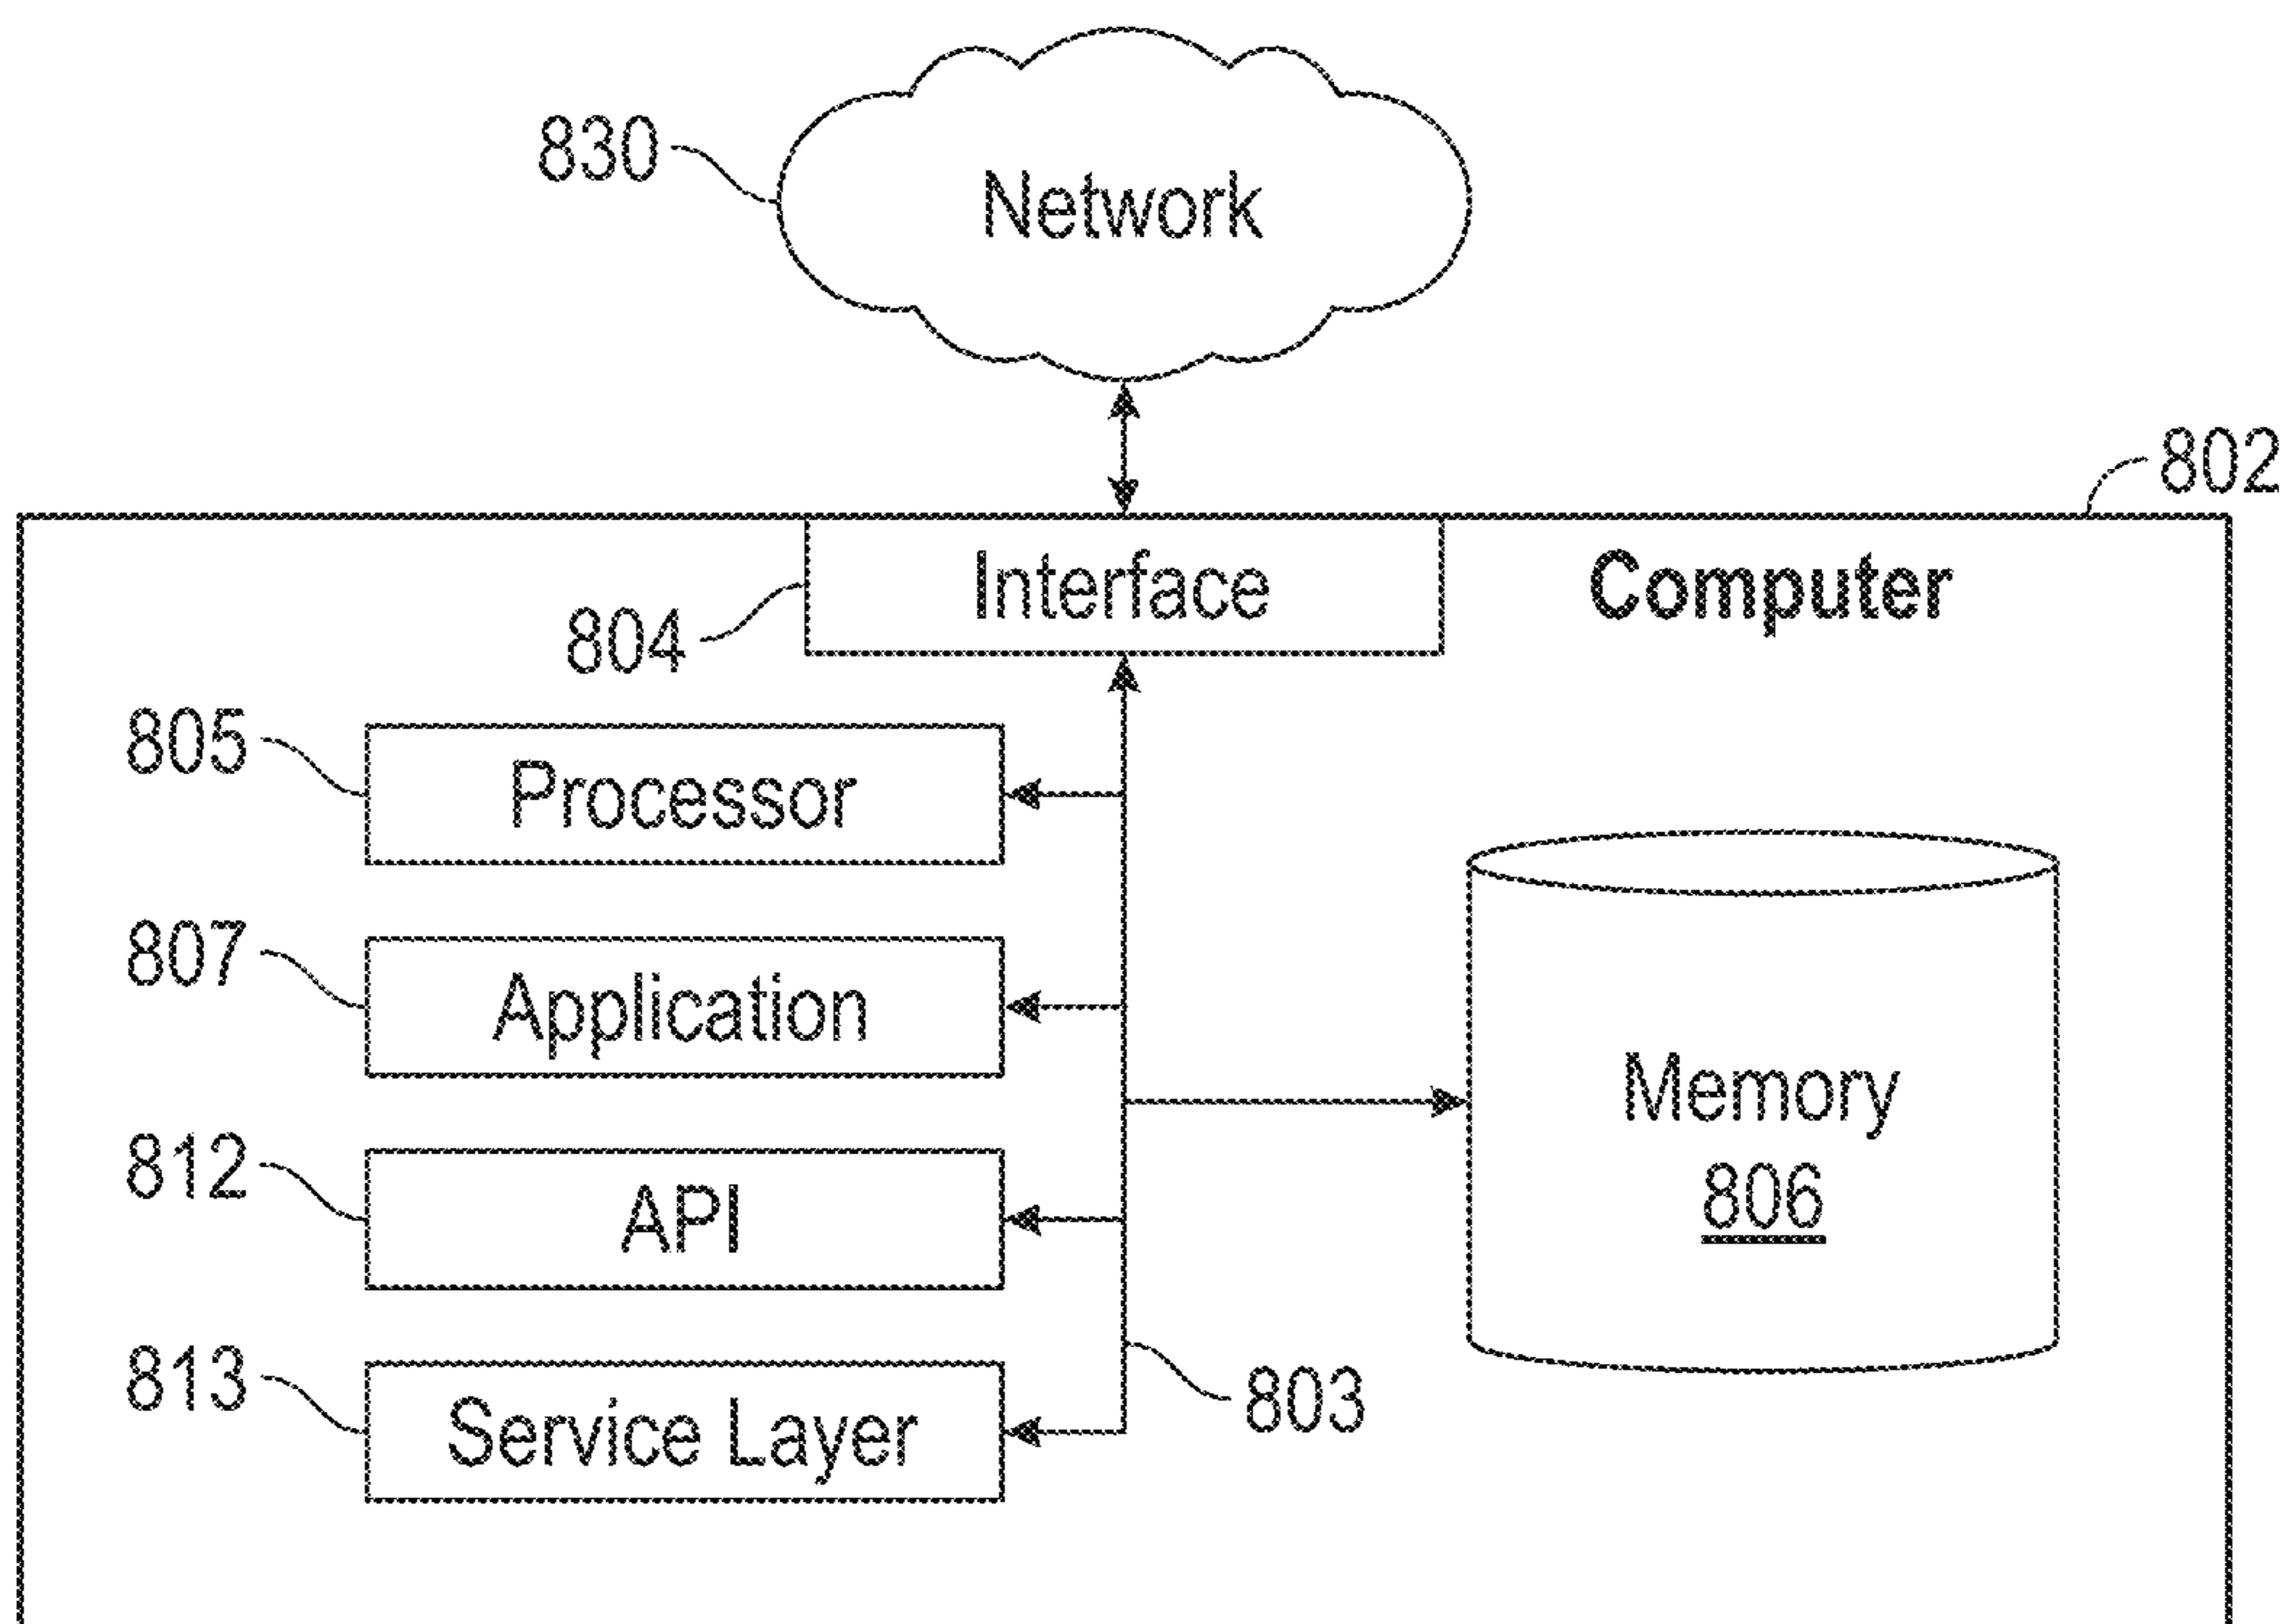 830
Network
802
Interface
Computer
804
805
Processor
807
Application
Memory
806
812
API
813
Service Layer
803